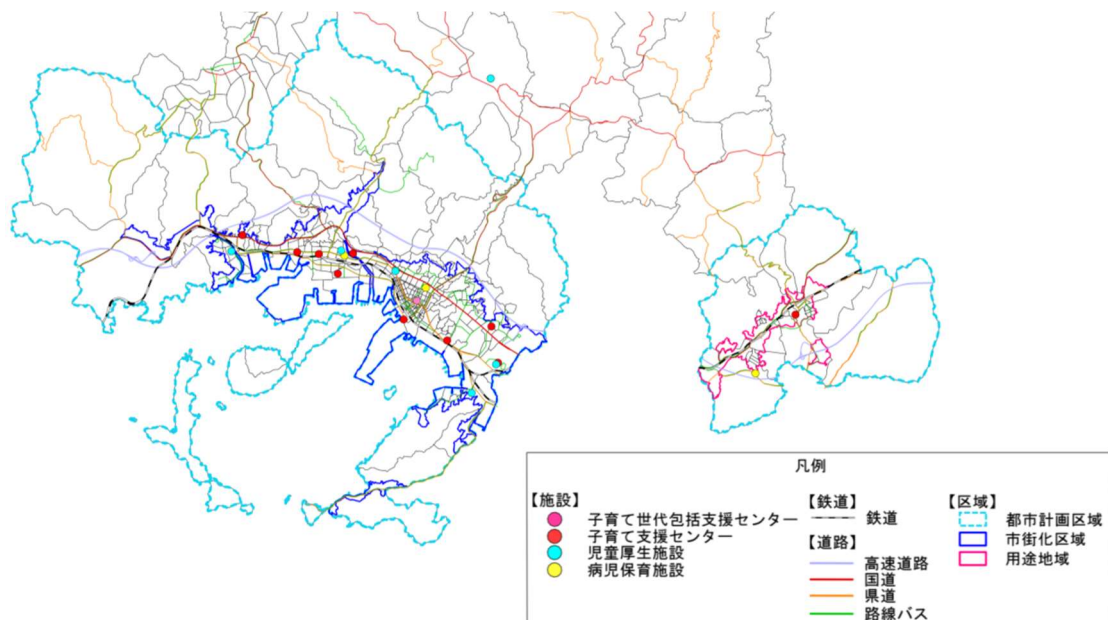 凡例
【施設】
子育て世代包括支援センター
子育て支援センター
児童厚生施設
病児保育施設
【鉄道】
鉄道
【道路】
高速道路
国道
県道
路線バス
【区域】
都市計画区域
市街化区域
用途地域